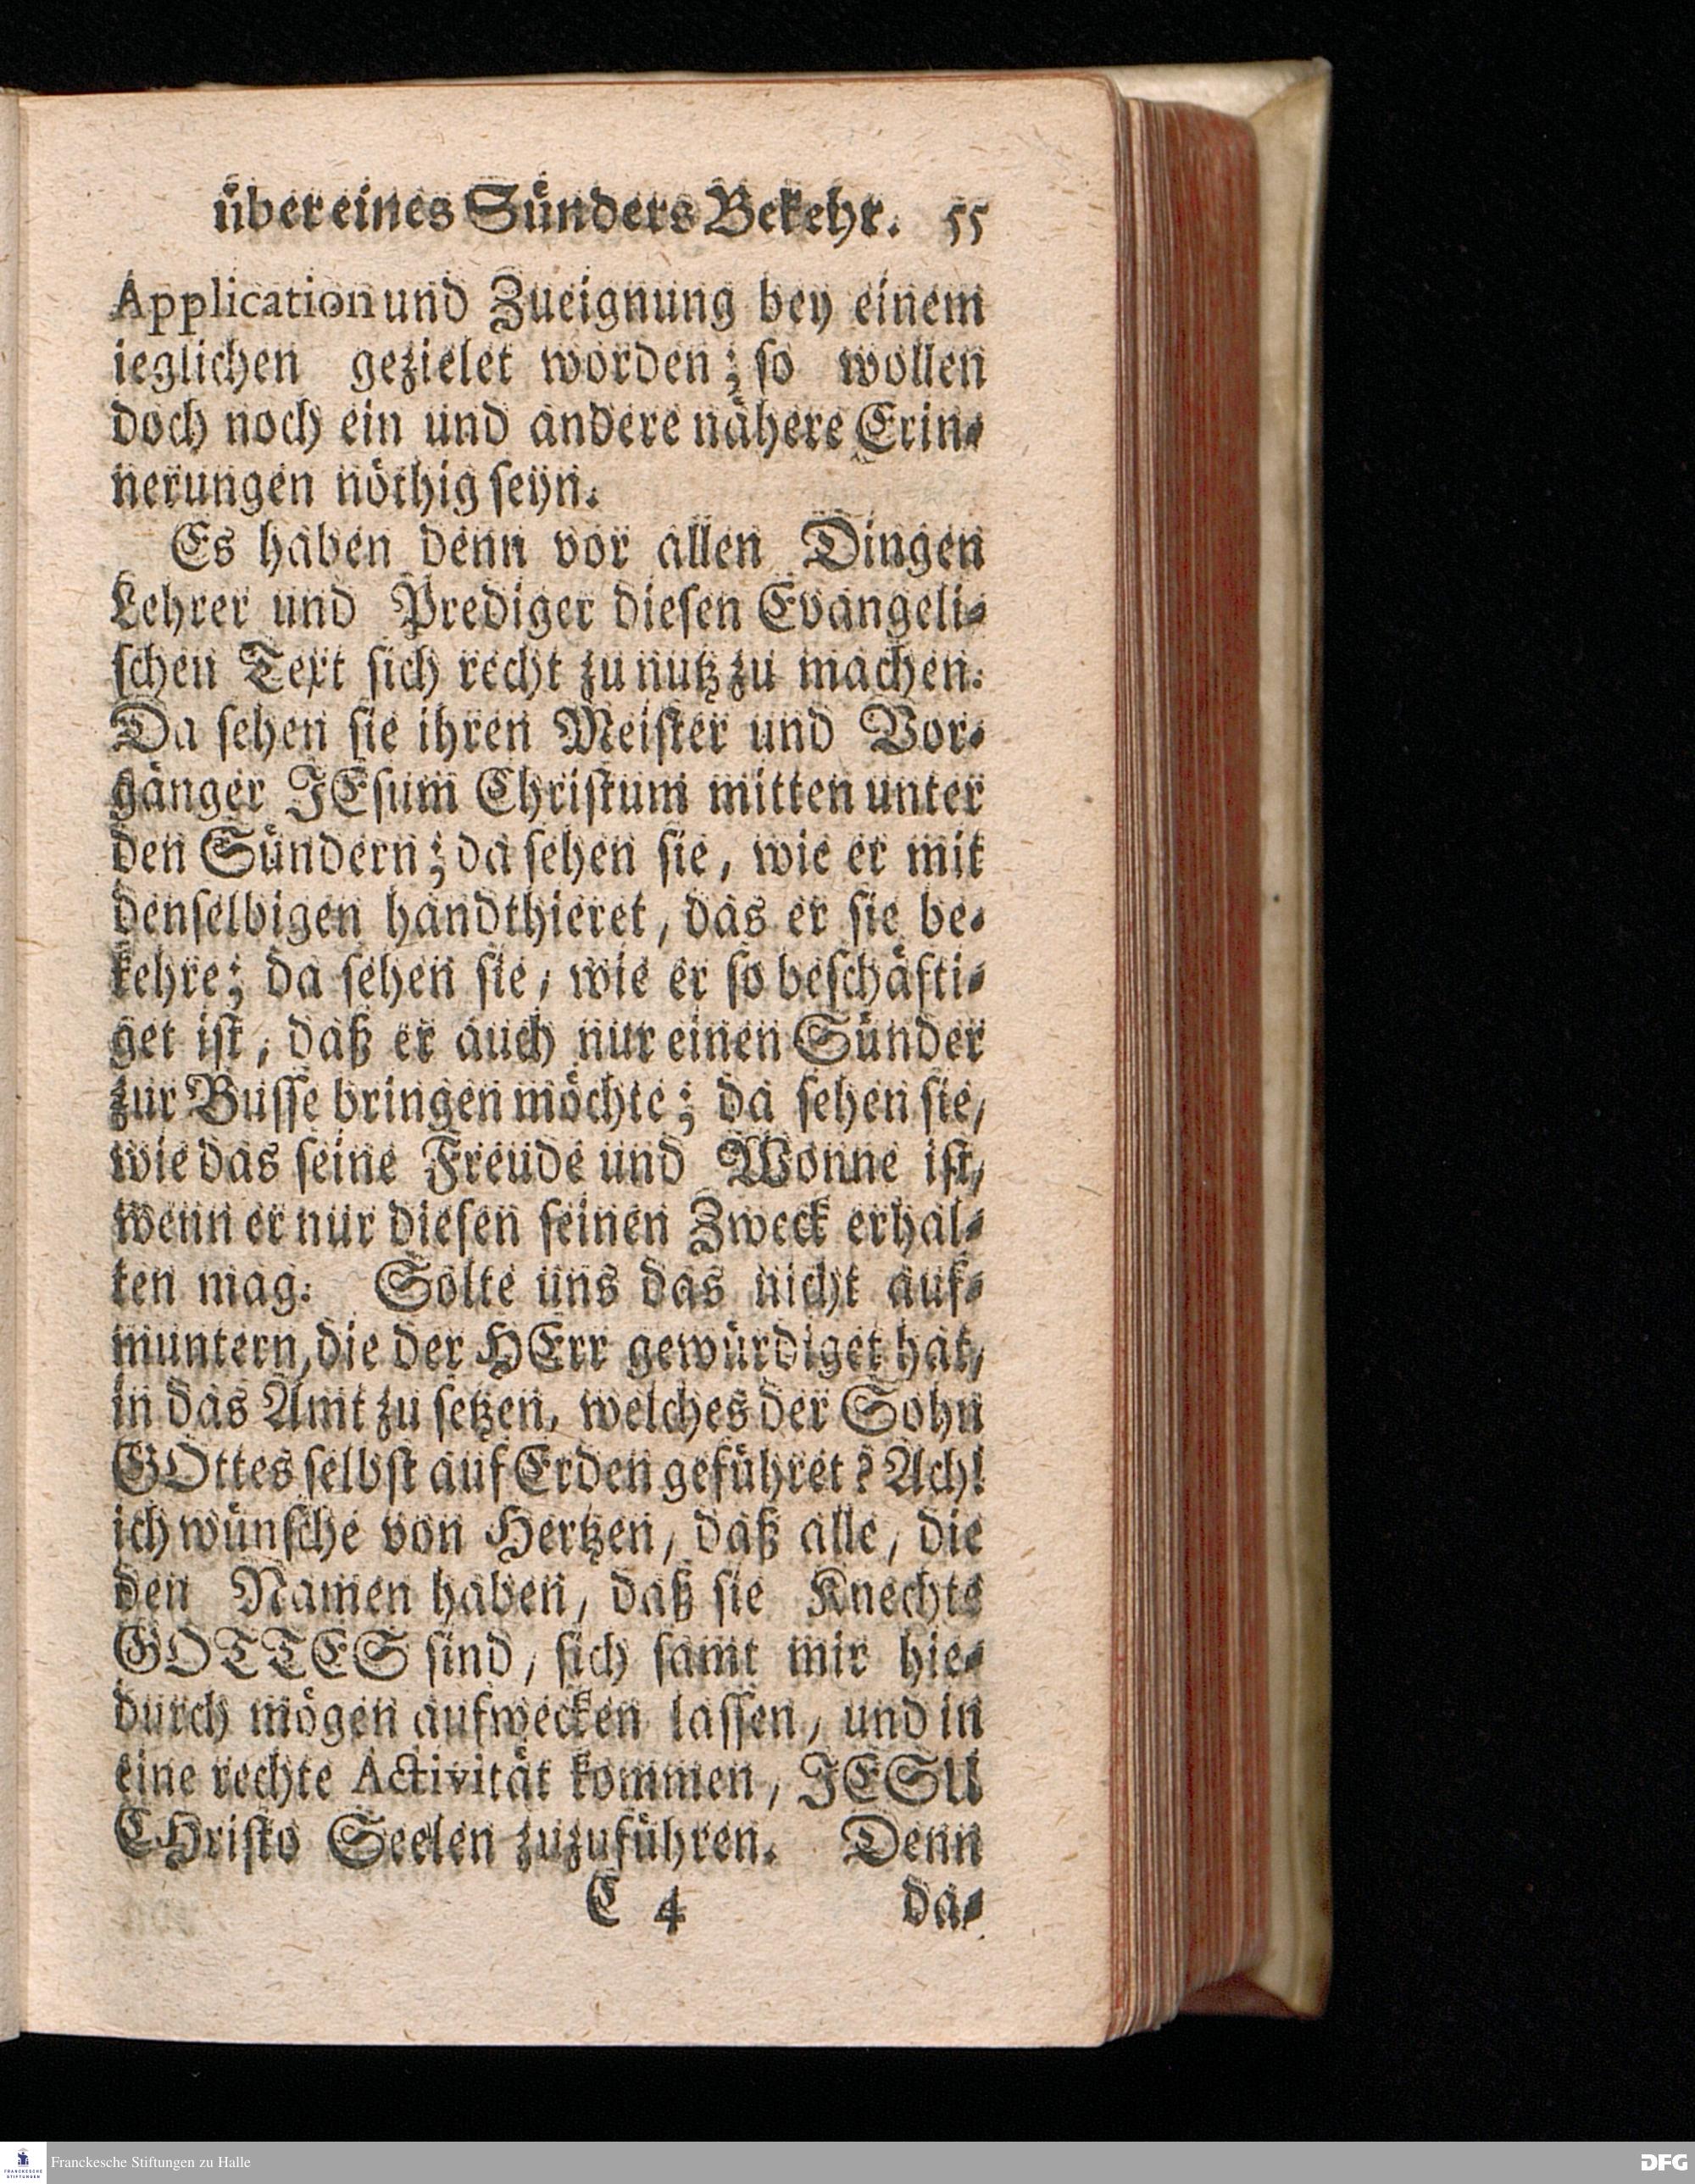 über eines Sünders Bekehr. 55
Application und Zueignung bey einem
ieglichen gezielet worden; so wollen
doch noch ein und andere nähere Erin-
nerungen nöthig seyn.
Es haben denn vor allen Dingen
Lehrer und Prediger diesen Evangeli-
schen Text sich recht zu nutz zu machen.
Da sehen sie ihren Meister und Vor-
gänger JEsum Christum mitten unter
den Sündern; da sehen sie, wie er mit
denselbigen handthieret, das er sie be-
kehre; da sehen sie, wie er so beschäfti-
get ist, daß er auch nur einen Sünder
zur Busse bringen möchte; da sehen sie,
wie das seine Freude und Wonne ist,
wenn er nur diesen seinen Zweck erhal-
ten mag. Solte uns das nicht auf-
muntern, die der HErr gewürdiget hat,
in das Amt zu setzen, welches der Sohn
GOttes selbst auf Erden geführet? Ach!
ich wünsche von Hertzen, daß alle, die
den Namen haben, daß sie Knechte
GOTTES sind, sich samt mir hie-
durch mögen aufwecken lassen, und in
eine rechte Activität kommen, JESU
CHristo Seelen zuzuführen. Denn
C 4 da-
FRANCKESCHE STIFTUNGEN
Franckesche Stiftungen zu Halle
DFG